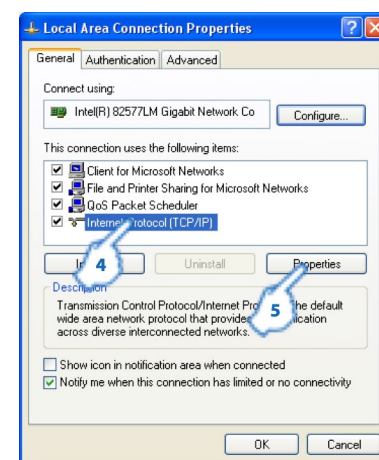 Local Area Connection Properties
General Authentication Advanced
Connect using:
Intel(R) 82577LM Gigabit Network Co
Configure...
This connection uses the following items:
Client for Microsoft Networks
File and Printer Sharing for Microsoft Networks
QoS Packet Scheduler
Internet Protocol (TCP/IP)
4
Uninstall
Properties
5
Description
Transmission Control Protocol/Internet he default
wide area network protocol that provides
across diverse interconnected networks.
Show icon in notification area when connected
Notify me when this connection has limited or no connectivity
OK Cancel